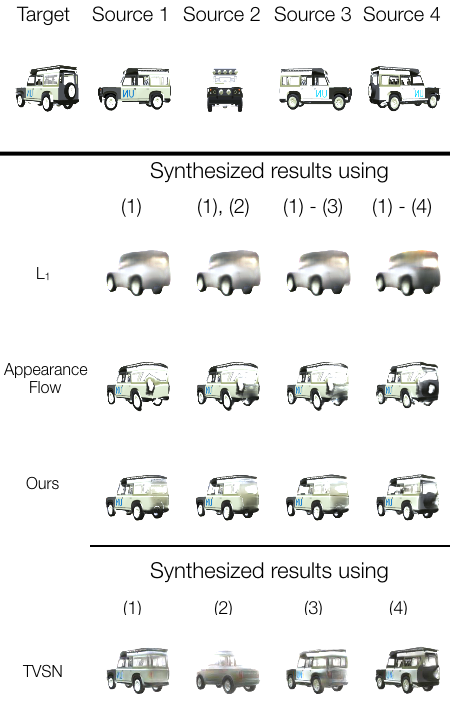 Target Source 1 Source 2 Source 3 Source 4
Synthesized results using
(1) (1), (2) (1) - (3) (1) - (4)
L₁
Appearance
Flow
Ours
Synthesized results using
(1) (2) (3) (4)
TVSN